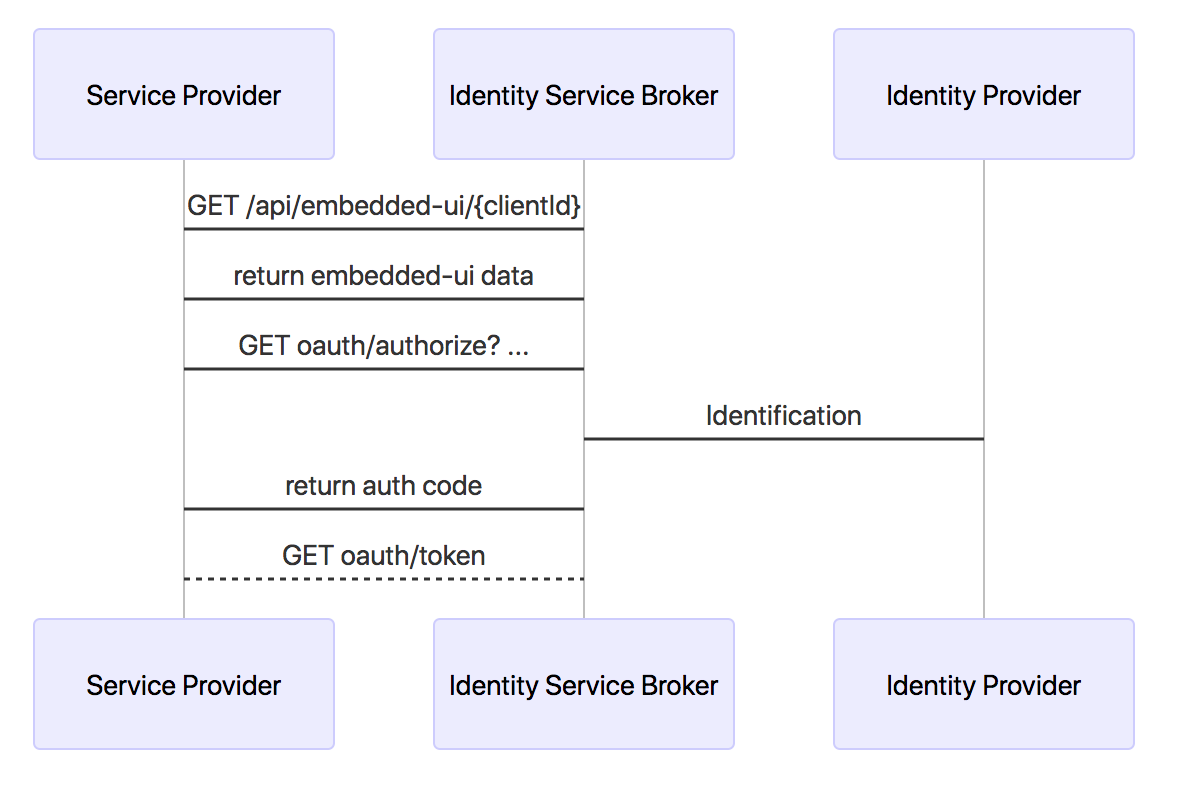 Service Provider
Identity Service Broker
Identity Provider
GET /api/embedded-ui/{clientId}
return embedded-ui data
GET oauth/authorize? ...
Identification
return auth code
GET oauth/token
Service Provider
Identity Service Broker
Identity Provider